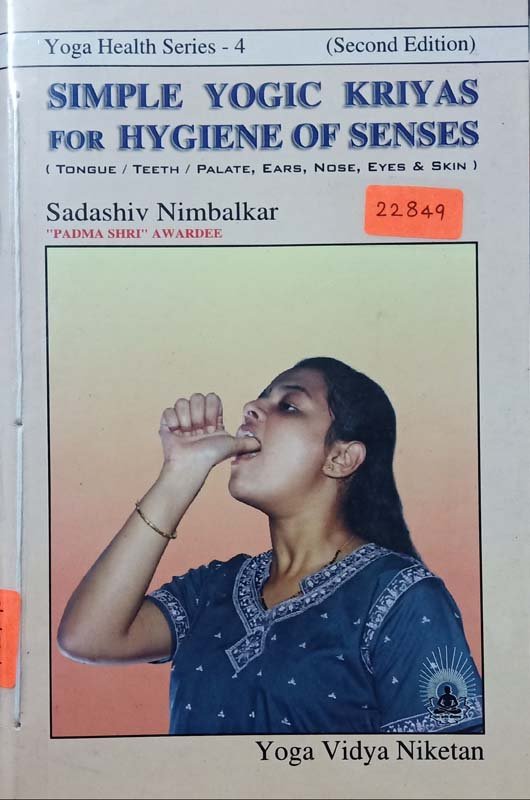 Yoga Health Series - 4 (Second Edition)
SIMPLE YOGIC KRIYAS
FOR HYGIENE OF SENSES
( TONGUE / TEETH / PALATE, EARS, NOSE, EYES & SKIN )
Sadashiv Nimbalkar
"PADMA SHRI" AWARDEE
22849
Yoga Vidya Niketan